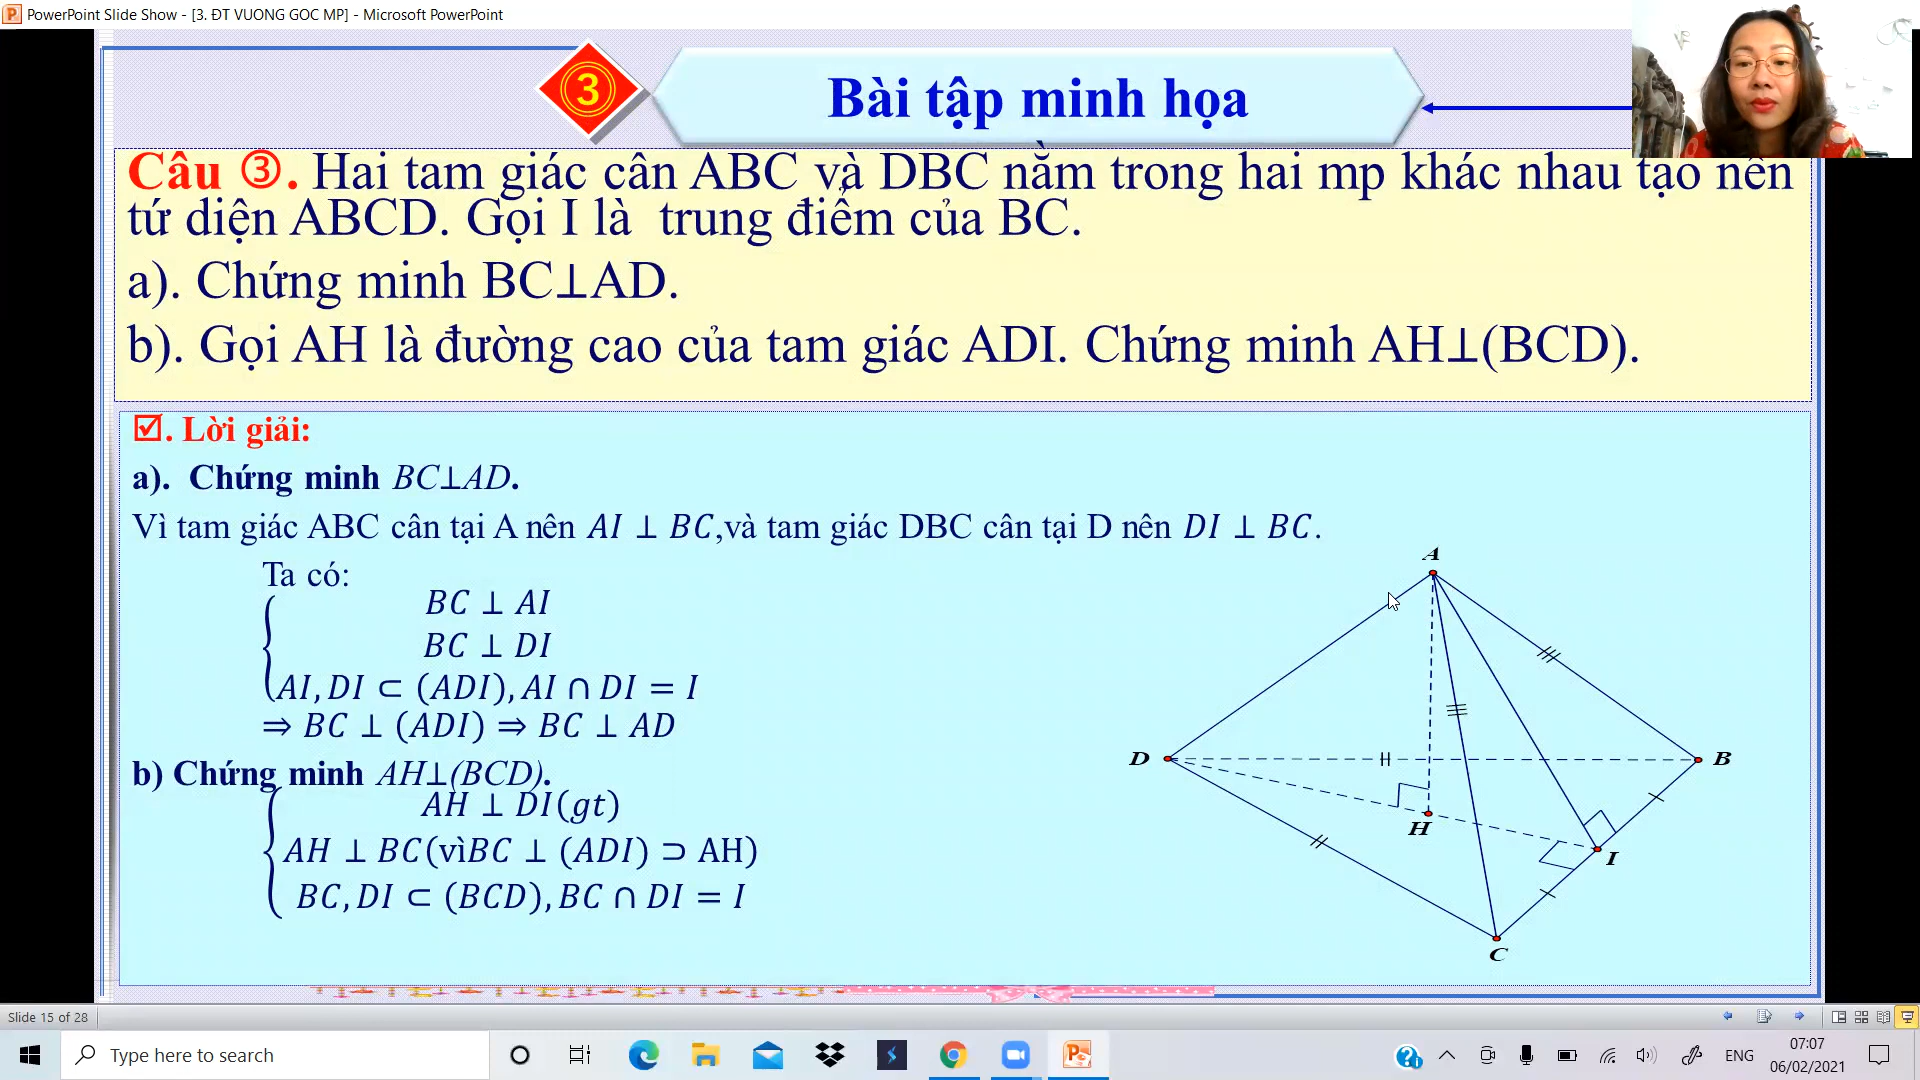 PowerPoint Slide Show - [3. ĐT VUONG GOC MP] - Microsoft PowerPoint
3
Bài tập minh họa
Câu ③. Hai tam giác cân ABC và DBC nằm trong hai mp khác nhau tạo nên
tứ diện ABCD. Gọi I là trung điểm của BC.
a). Chứng minh BC⊥AD.
b). Gọi AH là đường cao của tam giác ADI. Chứng minh AH⊥(BCD).
☑. Lời giải:
a). Chứng minh BC⊥AD.
Vì tam giác ABC cân tại A nên AI ⊥ BC,và tam giác DBC cân tại D nên DI ⊥ BC.
Ta có:
BC ⊥ AI
BC ⊥ DI
AI, DI ⊂ (ADI), AI ∩ DI = I
⇒ BC ⊥ (ADI) ⇒ BC ⊥ AD
b) Chứng minh AH⊥(BCD).
AH ⊥ DI(gt)
AH ⊥ BC(vìBC ⊥ (ADI) ⊃ AH)
BC, DI ⊂ (BCD), BC ∩ DI = I
A
D
B
H
I
C
Slide 15 of 28
Type here to search
ENG
07:07
06/02/2021